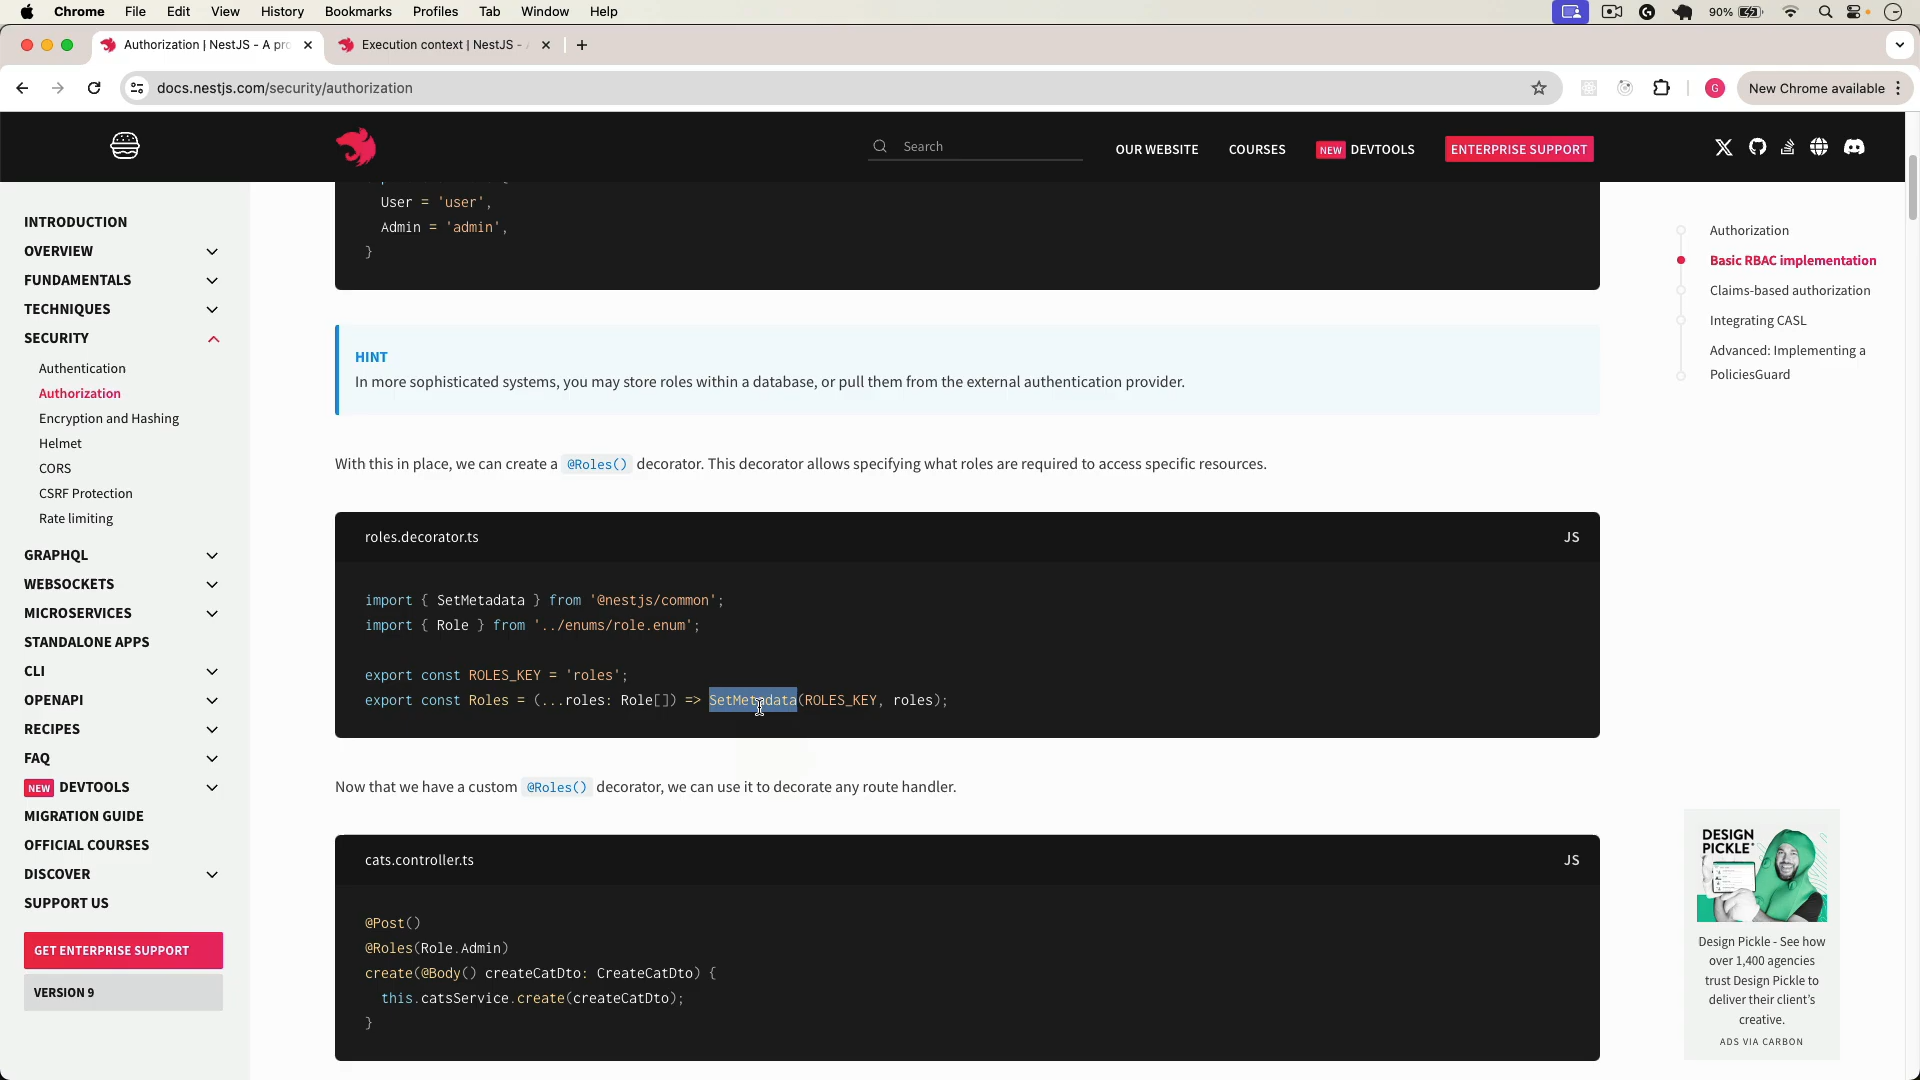 Chrome File Edit View History Bookmarks Profiles Tab Window Help 90%
Authorization | NestJS - A pro
Execution context | NestJS -
docs.nestjs.com/security/authorization
G
New Chrome available
Search
OUR WEBSITE
COURSES
NEW DEVTOOLS
ENTERPRISE SUPPORT
INTRODUCTION
OVERVIEW
FUNDAMENTALS
TECHNIQUES
SECURITY
Authentication
Authorization
Encryption and Hashing
Helmet
CORS
CSRF Protection
Rate limiting
GRAPHQL
WEBSOCKETS
MICROSERVICES
STANDALONE APPS
CLI
OPENAPI
RECIPES
FAQ
NEW DEVTOOLS
MIGRATION GUIDE
OFFICIAL COURSES
DISCOVER
SUPPORT US
GET ENTERPRISE SUPPORT
VERSION 9
User = 'user',
Admin = 'admin',
}
HINT
In more sophisticated systems, you may store roles within a database, or pull them from the external authentication provider.
With this in place, we can create a @Roles() decorator. This decorator allows specifying what roles are required to access specific resources.
roles.decorator.ts JS
import { SetMetadata } from '@nestjs/common';
import { Role } from '../enums/role.enum';
export const ROLES_KEY = 'roles';
export const Roles = (...roles: Role[]) => SetMetadata(ROLES_KEY, roles);
Now that we have a custom @Roles() decorator, we can use it to decorate any route handler.
cats.controller.ts JS
@Post()
@Roles(Role.Admin)
create(@Body() createCatDto: CreateCatDto) {
this.catsService.create(createCatDto);
}
Authorization
Basic RBAC implementation
Claims-based authorization
Integrating CASL
Advanced: Implementing a
PoliciesGuard
DESIGN
PICKLE
Design Pickle - See how
over 1,400 agencies
trust Design Pickle to
deliver their client's
creative.
ADS VIA CARBON